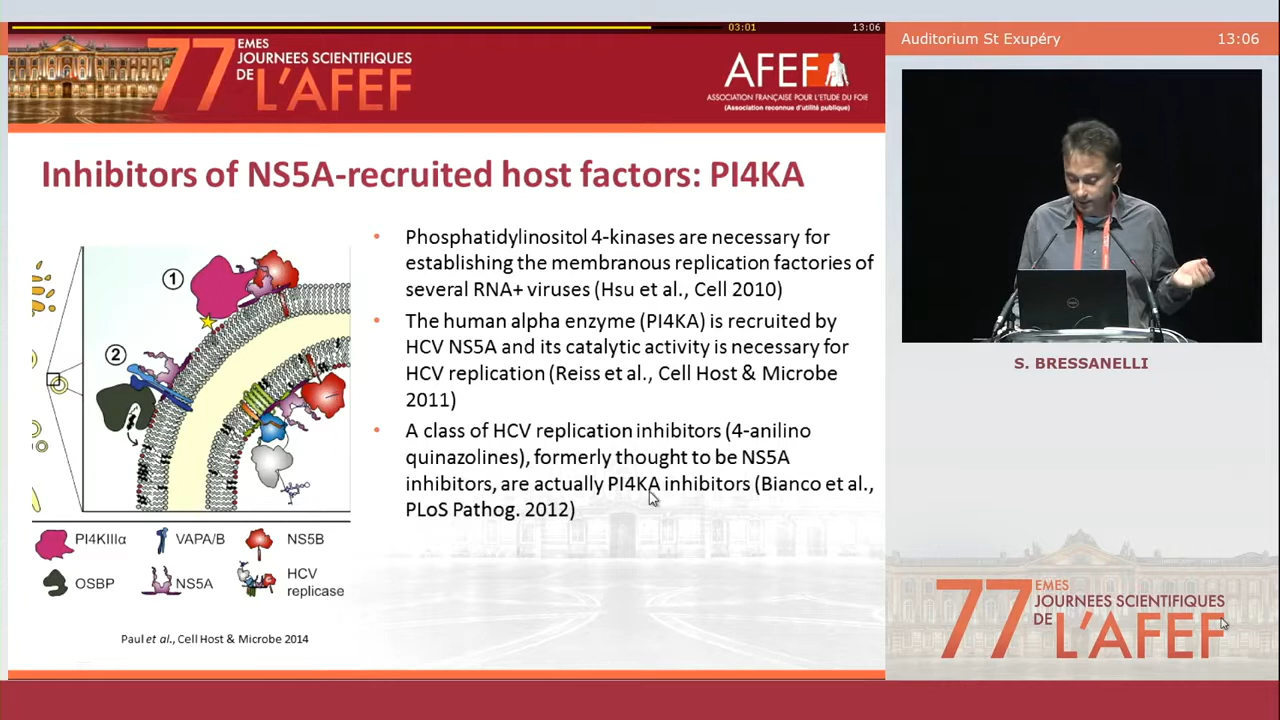 03:01
13:06
77 EMES
JOURNEES SCIENTIFIQUES
DE L'AFEF
AFEF
ASSOCIATION FRANÇAISE POUR L'ETUDE DU FOIE
(Association reconnue d'utilité publique)
Inhibitors of NS5A-recruited host factors: PI4KA
• Phosphatidylinositol 4-kinases are necessary for
establishing the membranous replication factories of
several RNA+ viruses (Hsu et al., Cell 2010)
• The human alpha enzyme (PI4KA) is recruited by
HCV NS5A and its catalytic activity is necessary for
HCV replication (Reiss et al., Cell Host & Microbe
2011)
• A class of HCV replication inhibitors (4-anilino
quinazolines), formerly thought to be NS5A
inhibitors, are actually PI4KA inhibitors (Bianco et al.,
PLoS Pathog. 2012)
1
2
PI4KIIIα
VAPA/B
NS5B
OSBP
NS5A
HCV
replicase
Paul et al., Cell Host & Microbe 2014
Auditorium St Exupéry
13:06
S. BRESSANELLI
77 EMES
JOURNEES SCIENTIFIQUES
DE L'AFEF